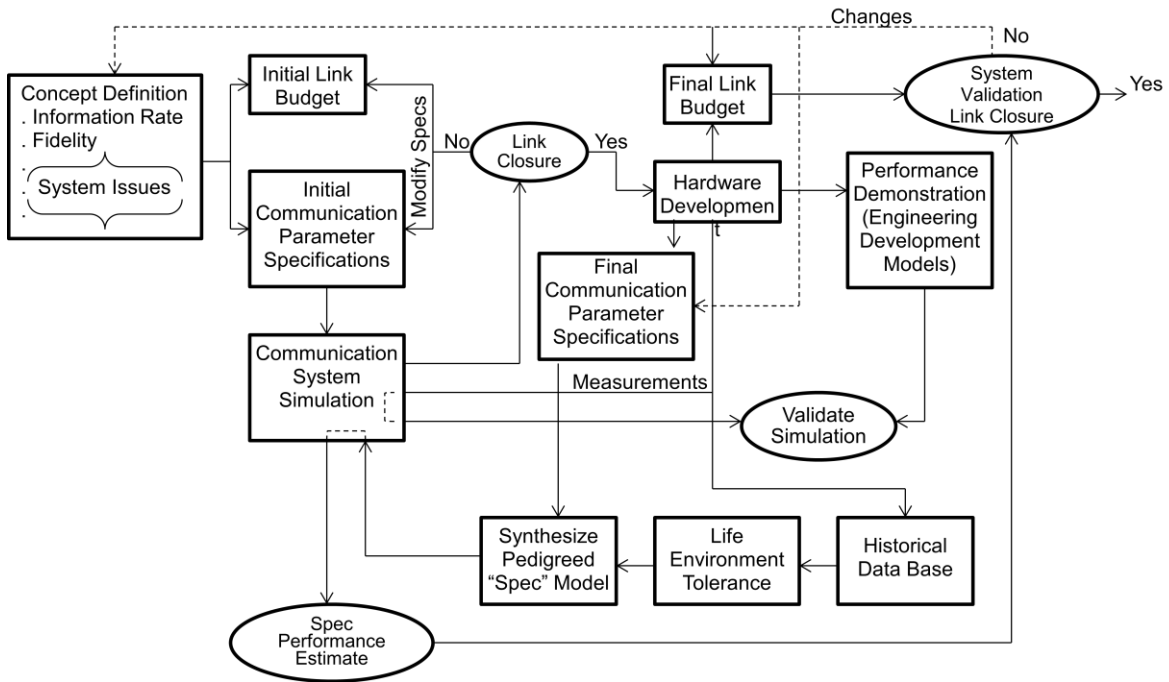 Changes
No
Yes
Concept Definition
. Information Rate
. Fidelity
.
. System Issues
.
Initial Link
Budget
Initial
Communication
Parameter
Specifications
Modify Specs
No
Link
Closure
Yes
Final Link
Budget
System
Validation
Link Closure
Hardware
Developmen
t
Performance
Demonstration
(Engineering
Development
Models)
Final
Communication
Parameter
Specifications
Communication
System
Simulation
Measurements
Validate
Simulation
Synthesize
Pedigreed
“Spec” Model
Life
Environment
Tolerance
Historical
Data Base
Spec
Performance
Estimate